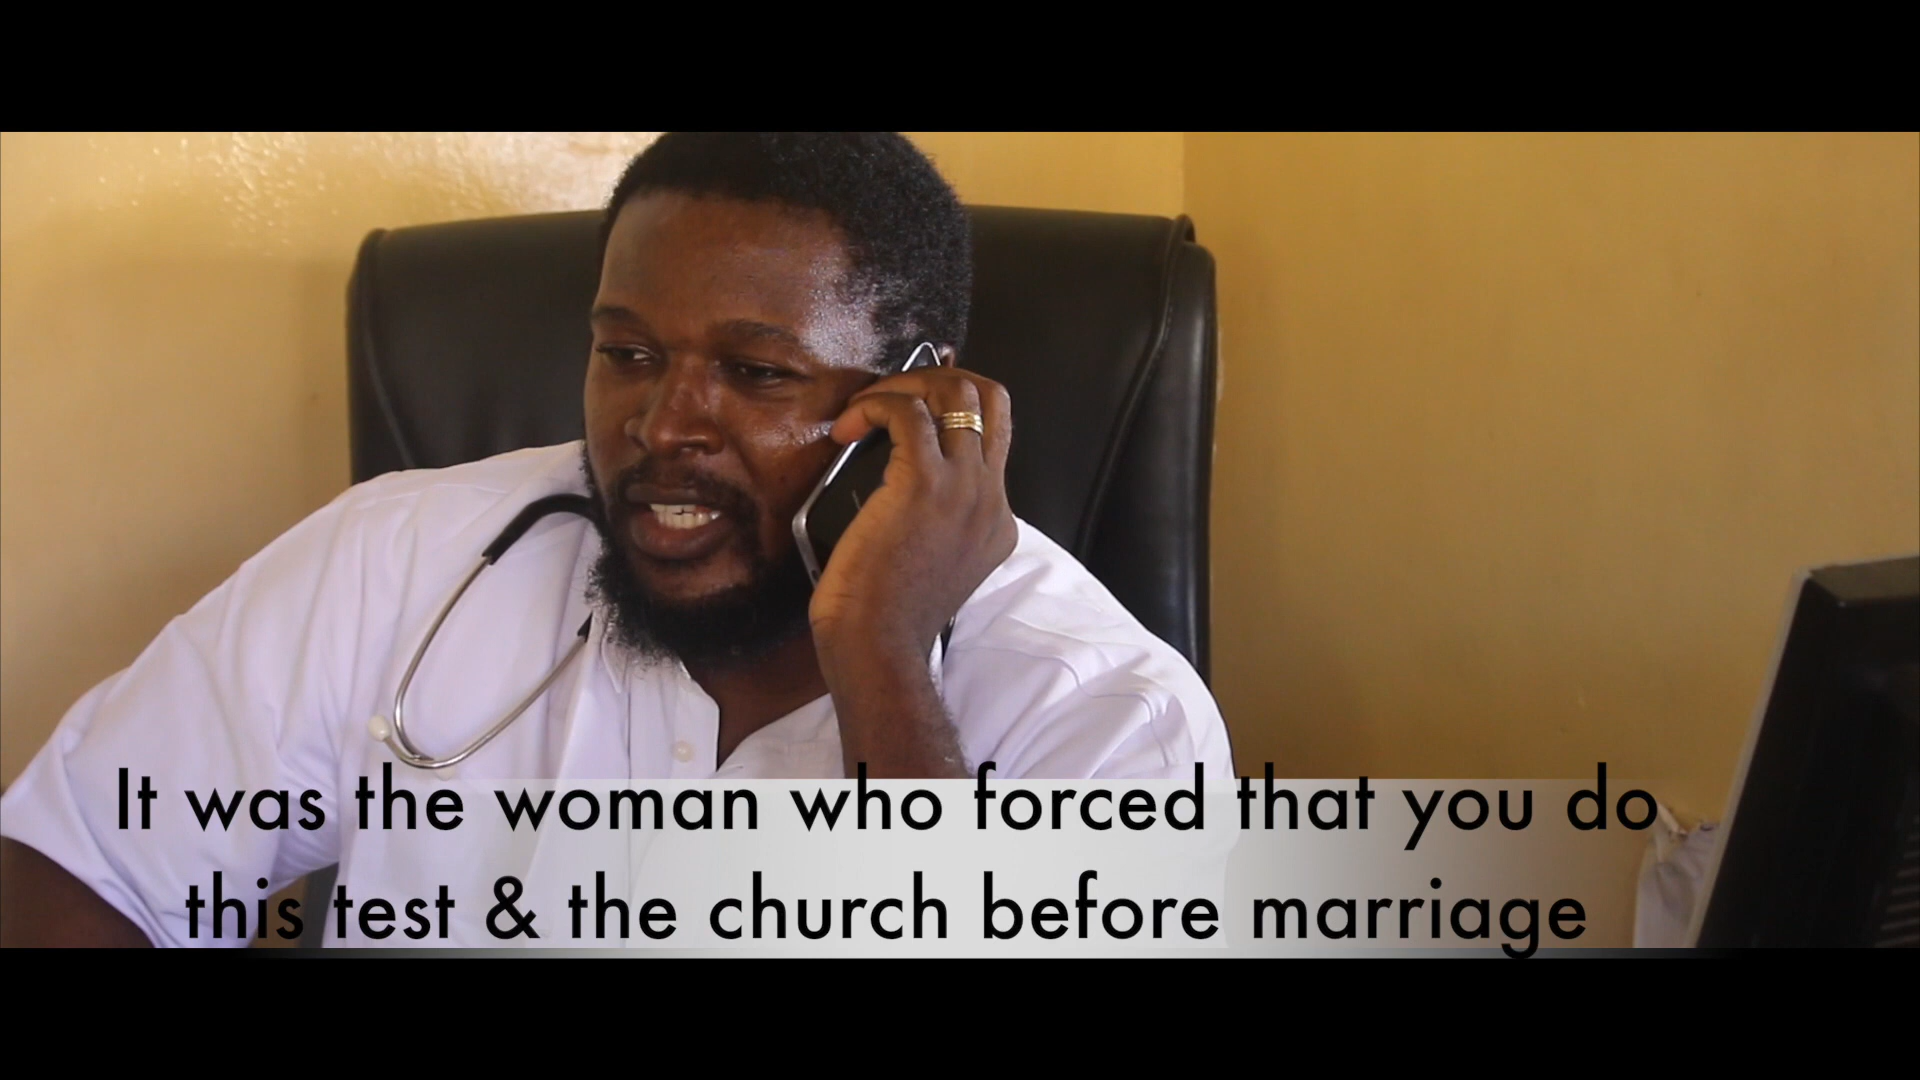 It was the woman who forced that you do
this test & the church before marriage